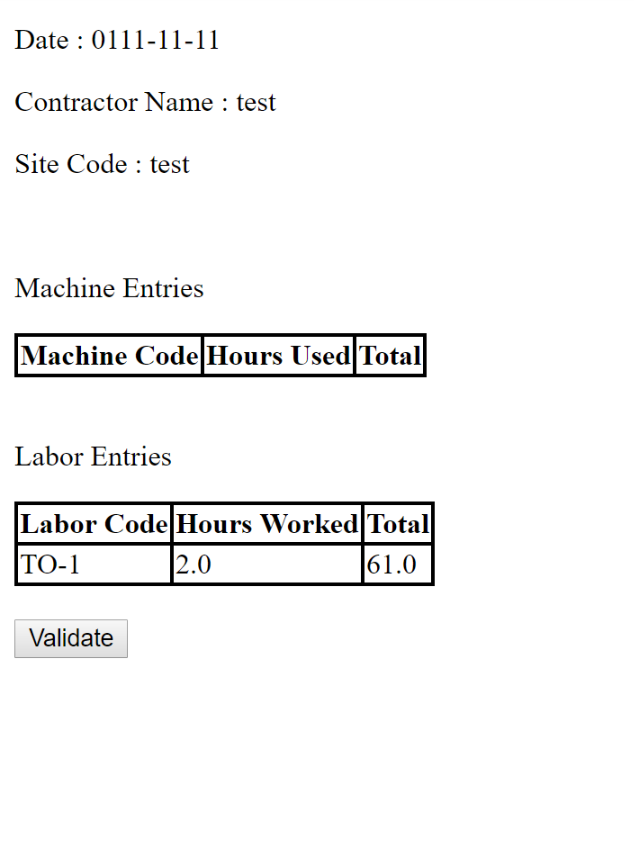 Date : 0111-11-11
Contractor Name : test
Site Code : test
Machine Entries
Machine Code Hours Used Total
Labor Entries
Labor Code Hours Worked Total
TO-1 2.0 61.0
Validate